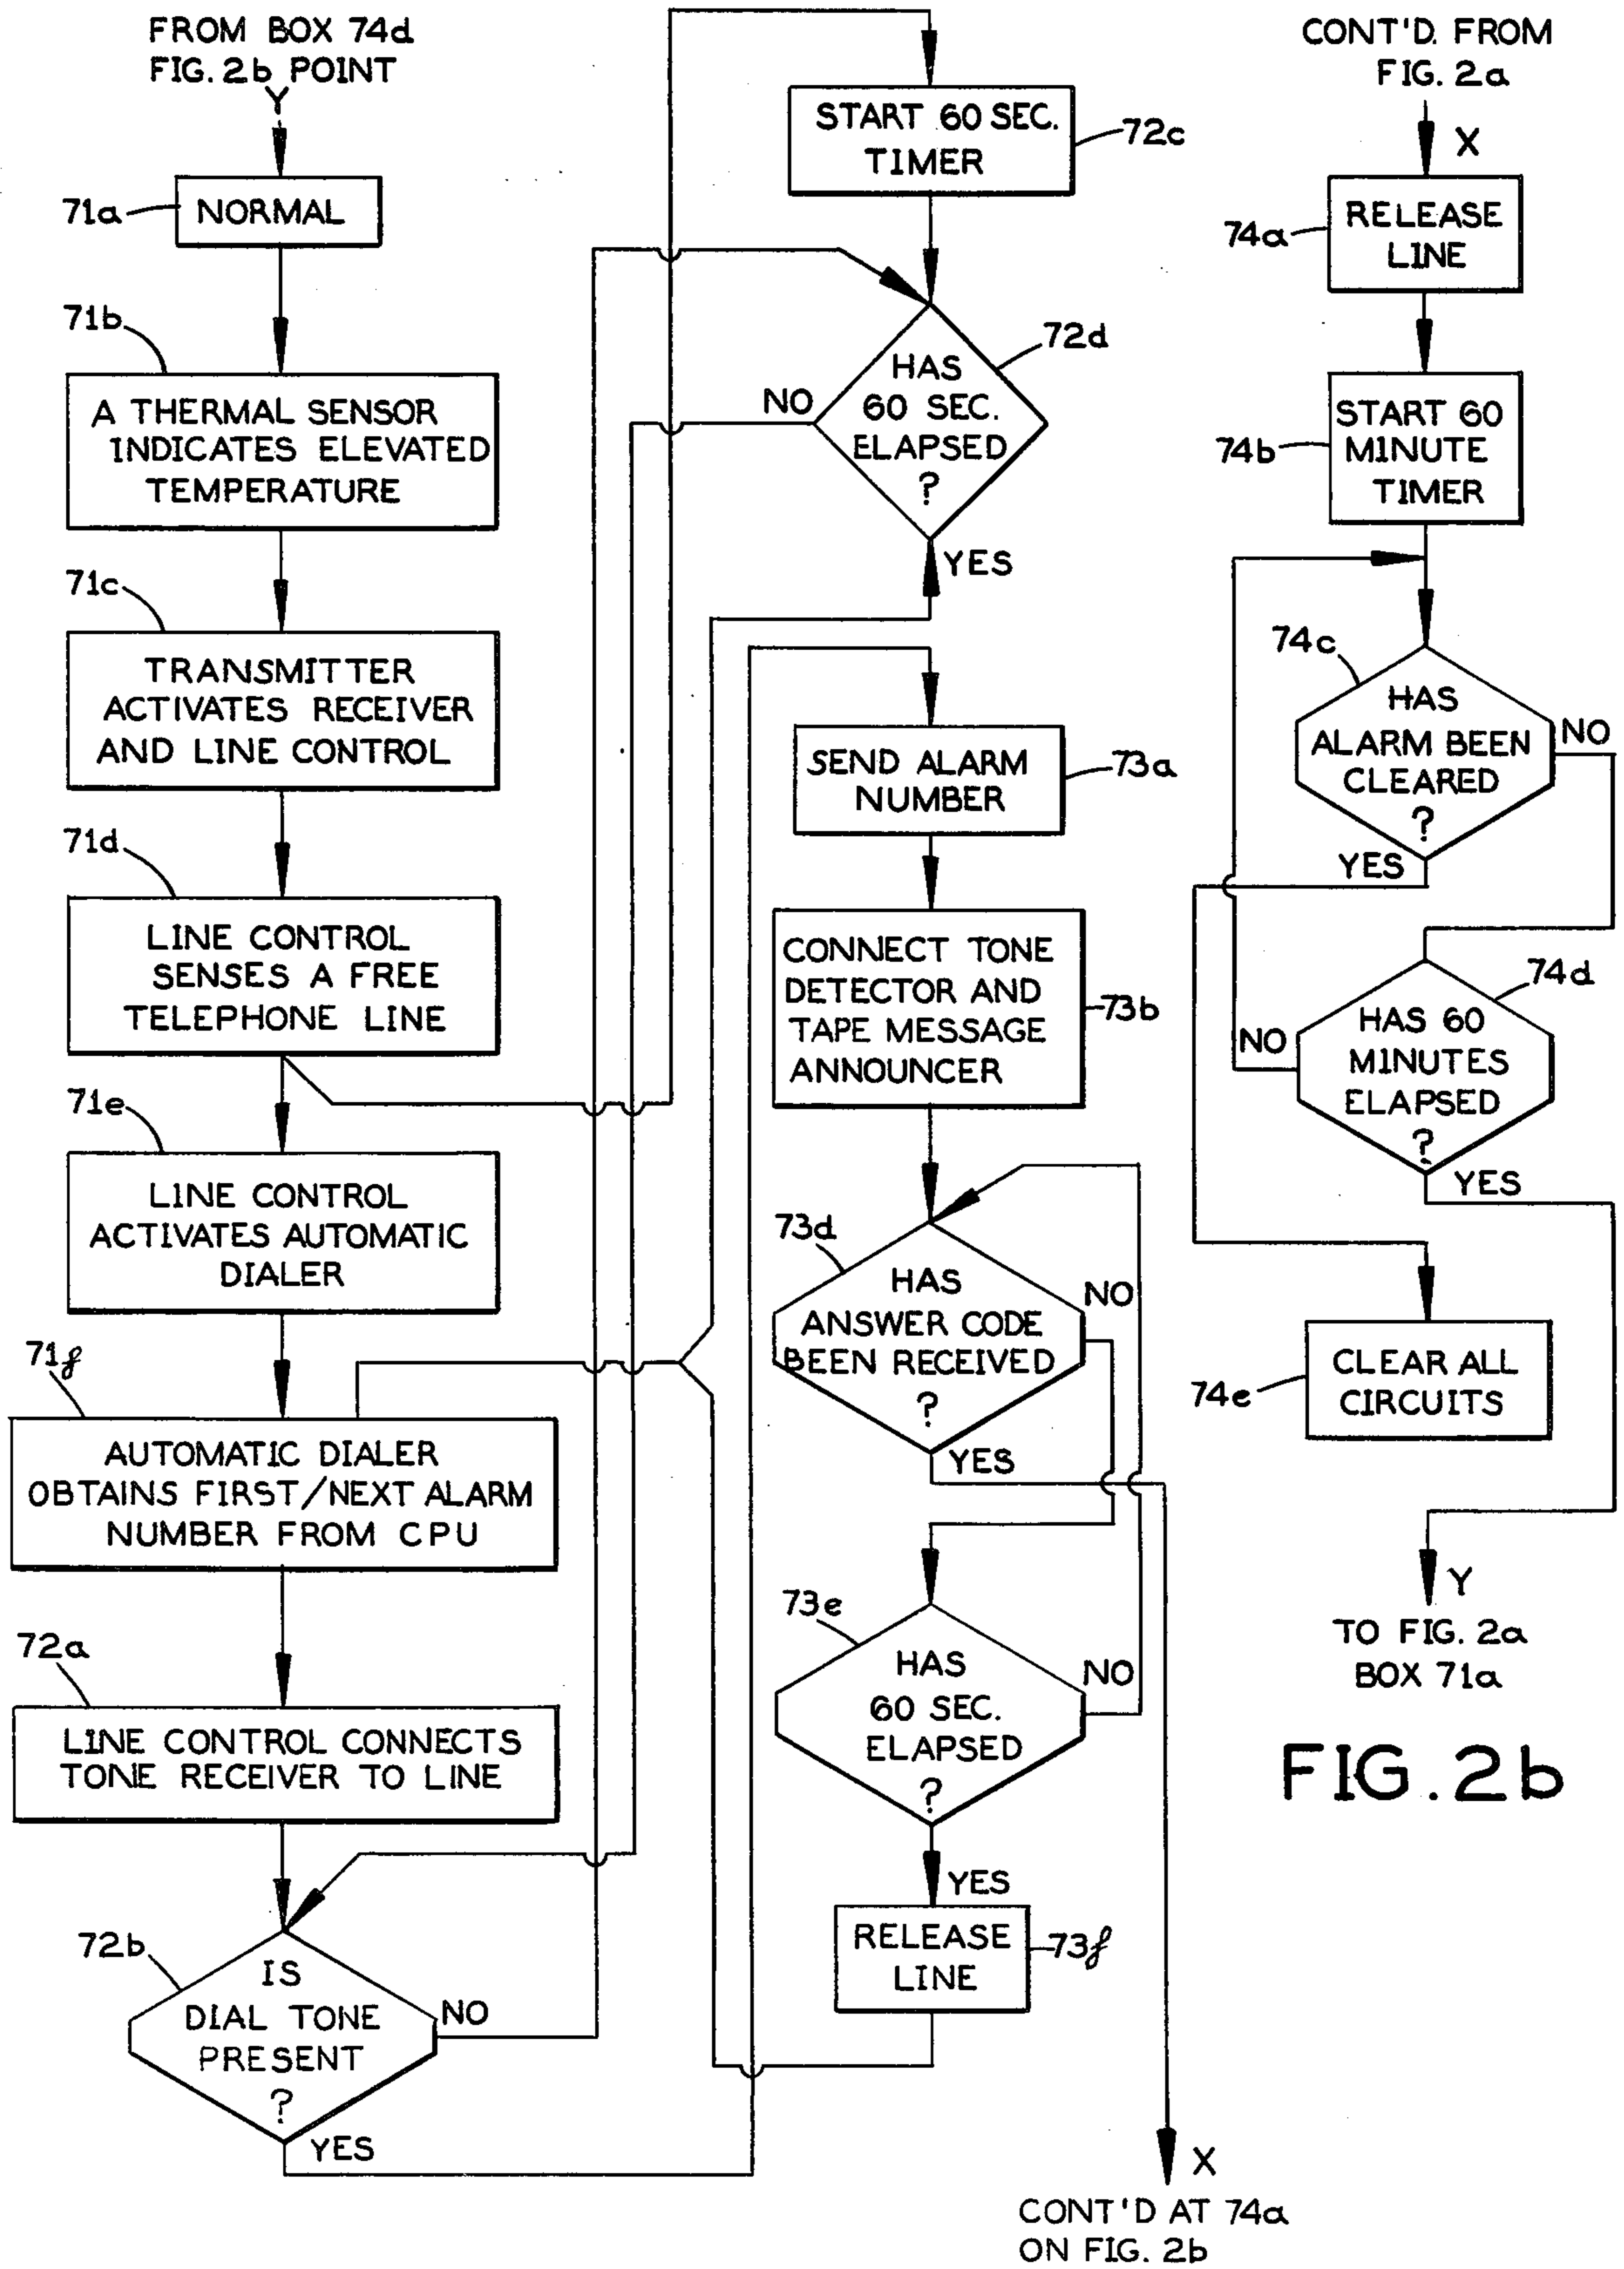 FROM BOX 74d
FIG. 2b POINT
Y
71a
NORMAL
71b
A THERMAL SENSOR
INDICATES ELEVATED
TEMPERATURE
71c
TRANSMITTER
ACTIVATES RECEIVER
AND LINE CONTROL
71d
LINE CONTROL
SENSES A FREE
TELEPHONE LINE
71e
LINE CONTROL
ACTIVATES AUTOMATIC
DIALER
71f
AUTOMATIC DIALER
OBTAINS FIRST/NEXT ALARM
NUMBER FROM CPU
72a
LINE CONTROL CONNECTS
TONE RECEIVER TO LINE
72b
IS
DIAL TONE
PRESENT
?
NO
YES
START 60 SEC.
TIMER
72c
72d
HAS
60 SEC.
ELAPSED
?
NO
YES
SEND ALARM
NUMBER
73a
CONNECT TONE
DETECTOR AND
TAPE MESSAGE
ANNOUNCER
73b
73d
HAS
ANSWER CODE
BEEN RECEIVED
?
NO
YES
73e
HAS
60 SEC.
ELAPSED
?
NO
YES
RELEASE
LINE
73f
X
CONT'D AT 74a
ON FIG. 2b
CONT'D. FROM
FIG. 2a
X
74a
RELEASE
LINE
74b
START 60
MINUTE
TIMER
74c
HAS
ALARM BEEN
CLEARED
?
NO
YES
74d
HAS 60
MINUTES
ELAPSED
?
NO
YES
74e
CLEAR ALL
CIRCUITS
Y
TO FIG. 2a
BOX 71a
FIG. 2b